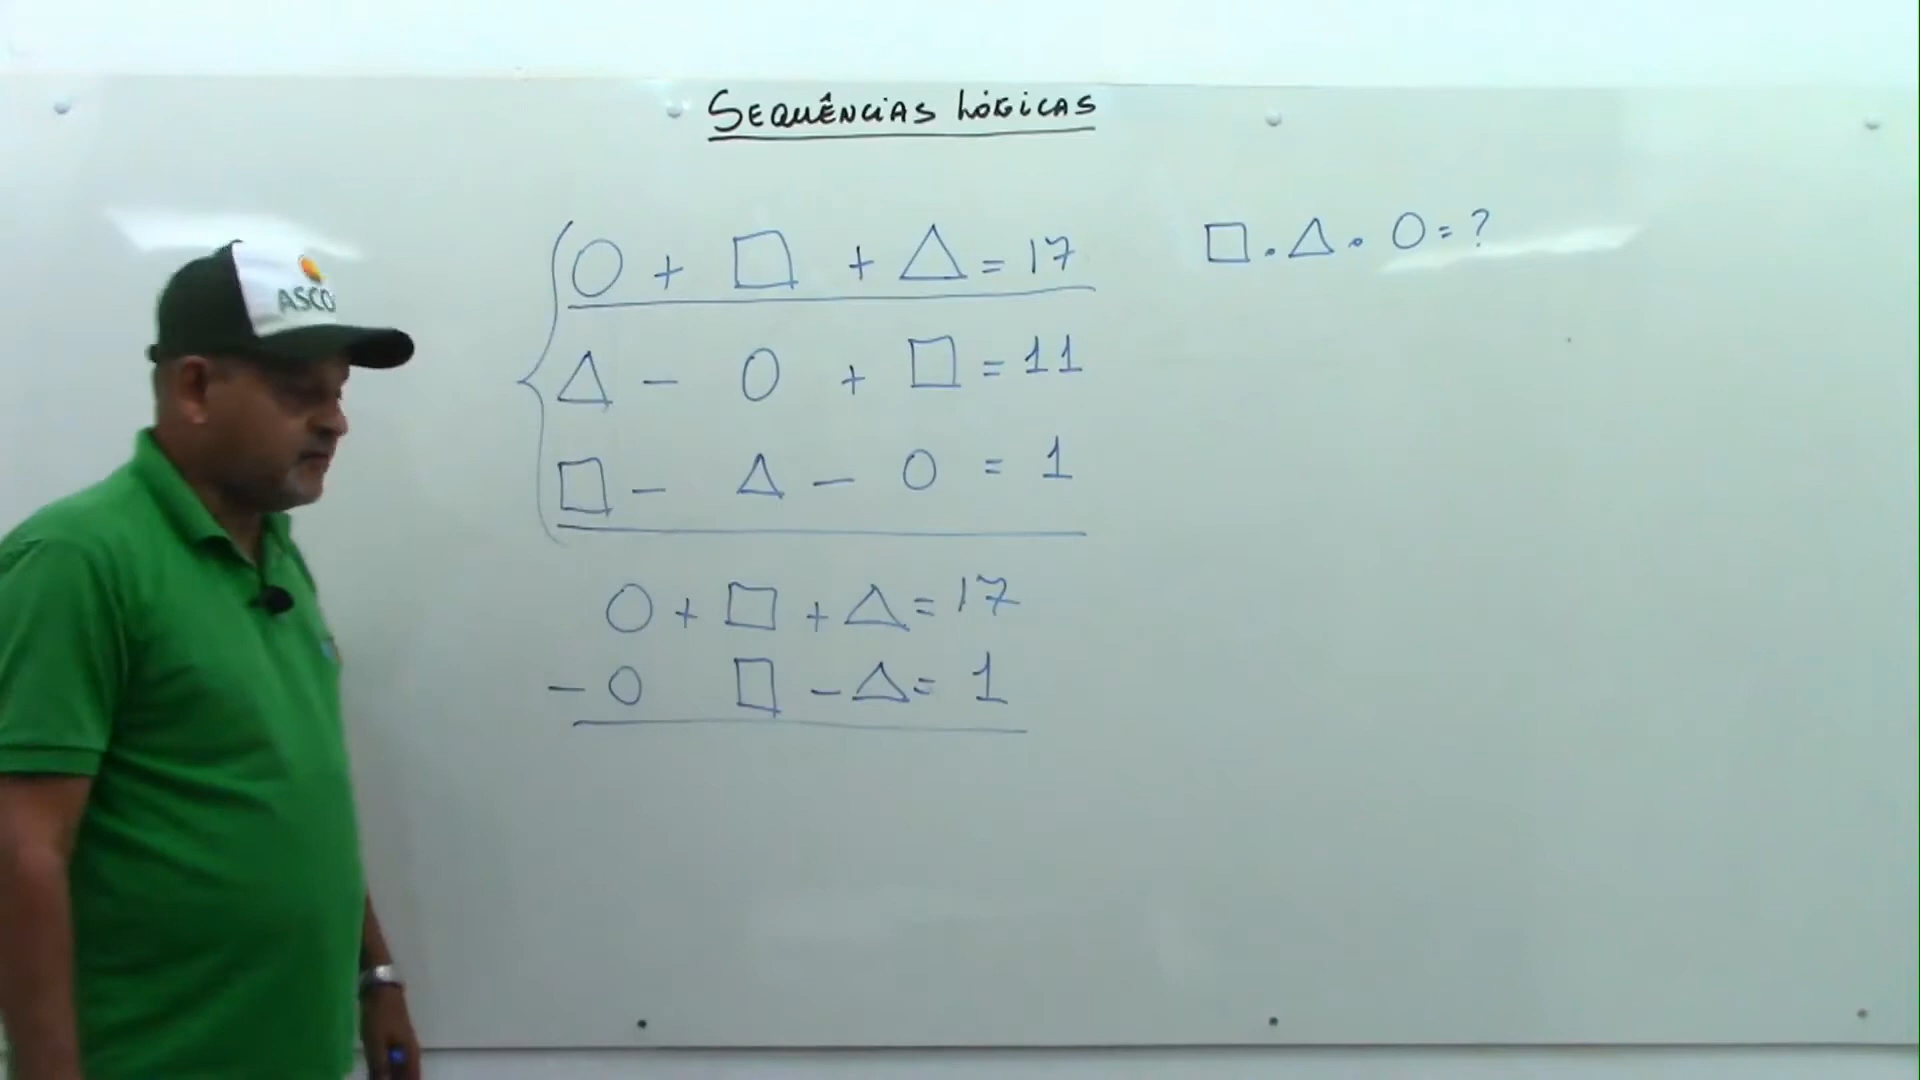 SEQUÊNCIAS LÓGICAS
○ + □ + △ = 17
□ . △ . ○ = ?
△ - ○ + □ = 11
□ - △ - ○ = 1
○ + □ + △ = 17
- ○ □ - △ = 1
ASCO